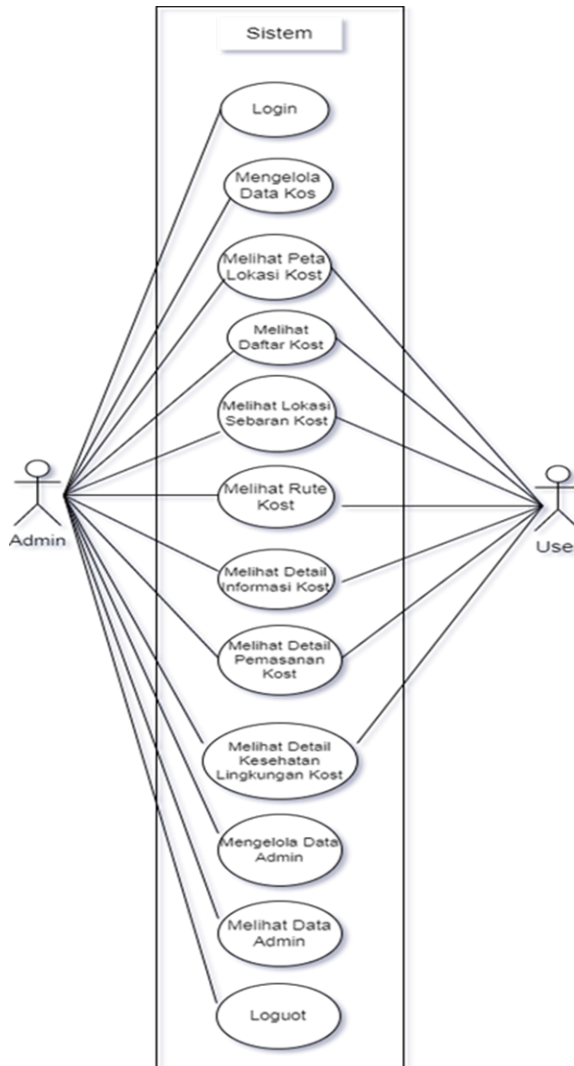 Sistem
Login
Mengelola
Data Kos
Melihat Peta
Lokasi Kost
Melihat
Daftar Kost
Melihat Lokasi
Sebaran Kost
Melihat Rute
Kost
Melihat Detail
Informasi Kost
Melihat Detail
Pemasanan
Kost
Melihat Detail
Kesehatan
Lingkungan Kost
Mengelola Data
Admin
Melihat Data
Admin
Loguot
Admin
Use